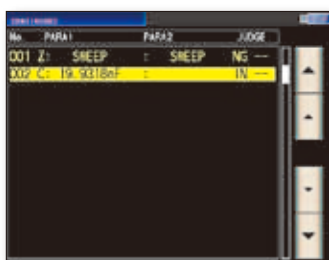 No PARA1 PARA2 JUDGE
001 Z: SWEEP : SWEEP NG --
002 C: 19.9318nF : IN --